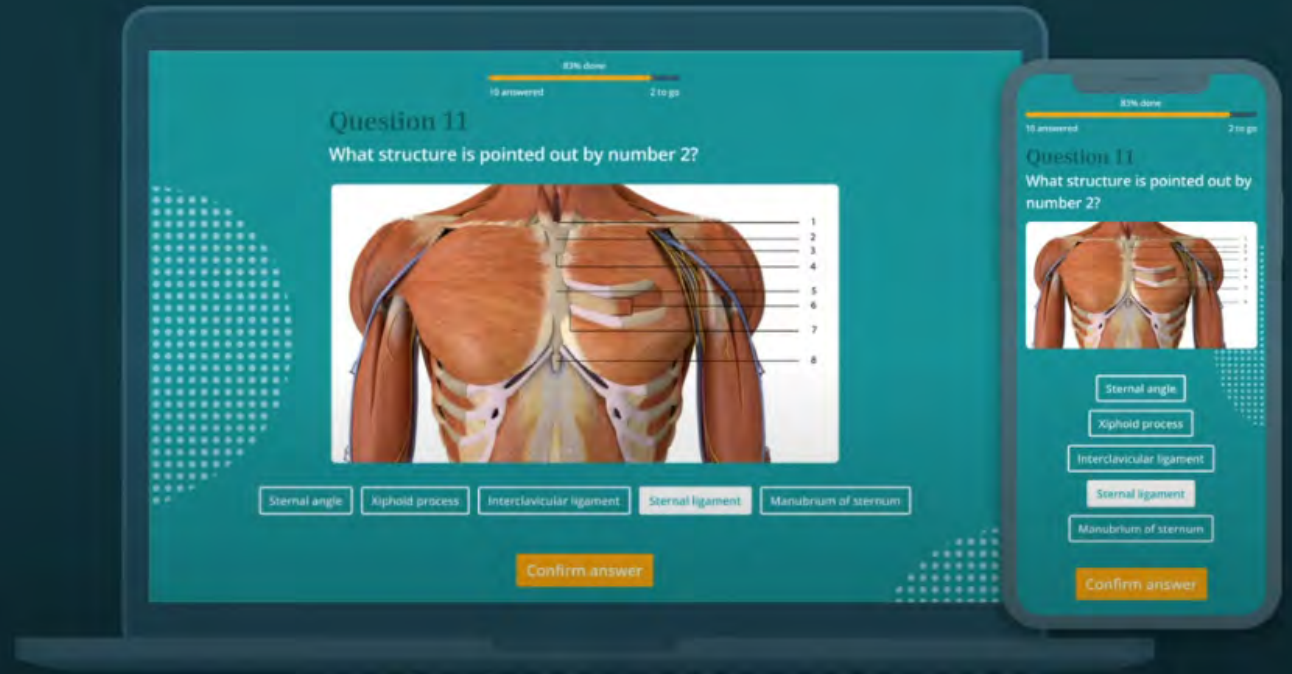 83% done
10 answered 2 to go
Question 11
What structure is pointed out by number 2?
1
2
3
4
5
6
7
8
Sternal angle Xiphoid process Interclavicular ligament Sternal ligament Manubrium of sternum
Confirm answer
83% done
10 answered 2 to go
Question 11
What structure is pointed out by
number 2?
Sternal angle
Xiphoid process
Interclavicular ligament
Sternal ligament
Manubrium of sternum
Confirm answer